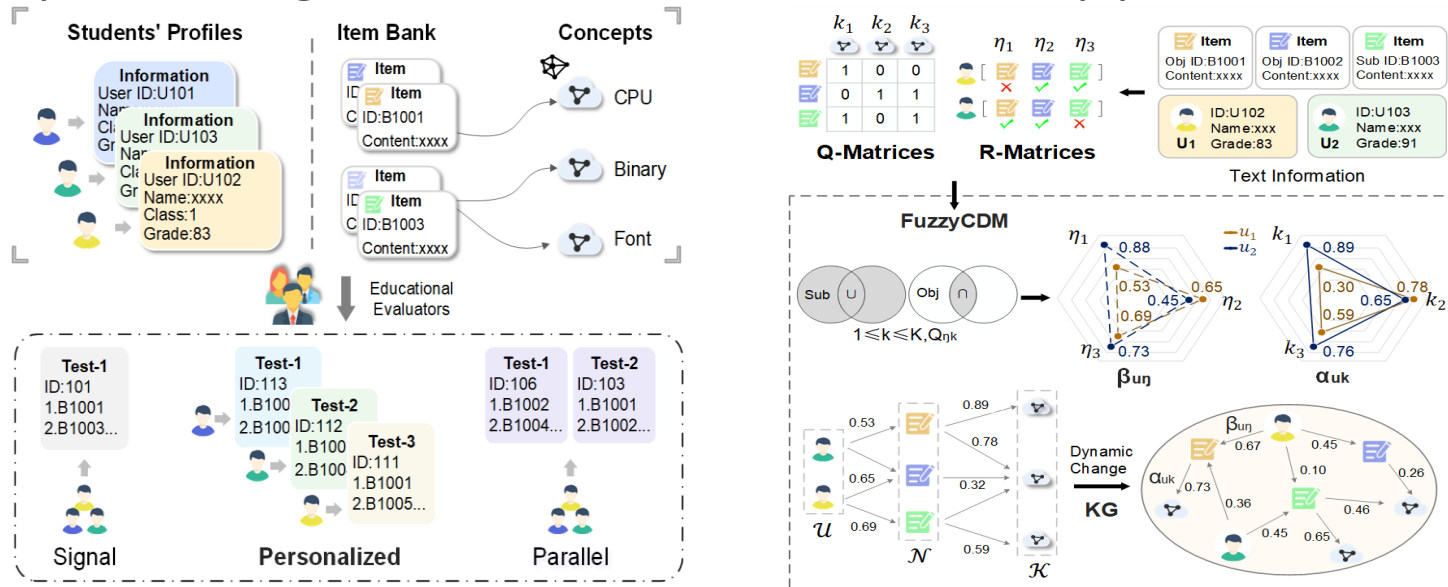 Students' Profiles
Item Bank
Concepts
Information
User ID:U101
Information
User ID:U103
Information
User ID:U102
Name:xxxx
Class:1
Grade:83
Item
Item
ID:B1001
Content:xxxx
Item
Item
ID:B1003
Content:xxxx
CPU
Binary
Font
Educational
Evaluators
Test-1
ID:101
1.B1001
2.B1003...
Signal
Test-1
ID:113
Test-2
ID:112
Test-3
ID:111
1.B1001
2.B1005...
Personalized
Test-1
ID:106
1.B1002
2.B1004...
Test-2
ID:103
1.B1001
2.B1002...
Parallel
k₁ k₂ k₃
1 0 0
0 1 1
1 0 1
Q-Matrices
η₁ η₂ η₃
[ ]
× ✓ ✓
[ ]
✓ ✓ ×
R-Matrices
Item
Obj ID:B1001
Content:xxxx
Item
Obj ID:B1002
Content:xxxx
Item
Sub ID:B1003
Content:xxxx
U1
ID:U102
Name:xxx
Grade:83
U2
ID:U103
Name:xxx
Grade:91
Text Information
FuzzyCDM
Sub ∪
Obj ∩
1≤k≤K,Qηk
η₁
0.88
0.53
0.65
0.45
η₂
0.69
η₃
0.73
βuη
u₁
u₂
k₁
0.89
0.30
0.78
0.65
k₂
0.59
k₃
0.76
αuk
0.53
0.65
0.69
0.89
0.78
0.32
0.59
𝒰
𝒩
𝒦
Dynamic
Change
KG
βuη
0.67
0.45
0.10
0.26
αuk
0.73
0.36
0.46
0.45
0.65